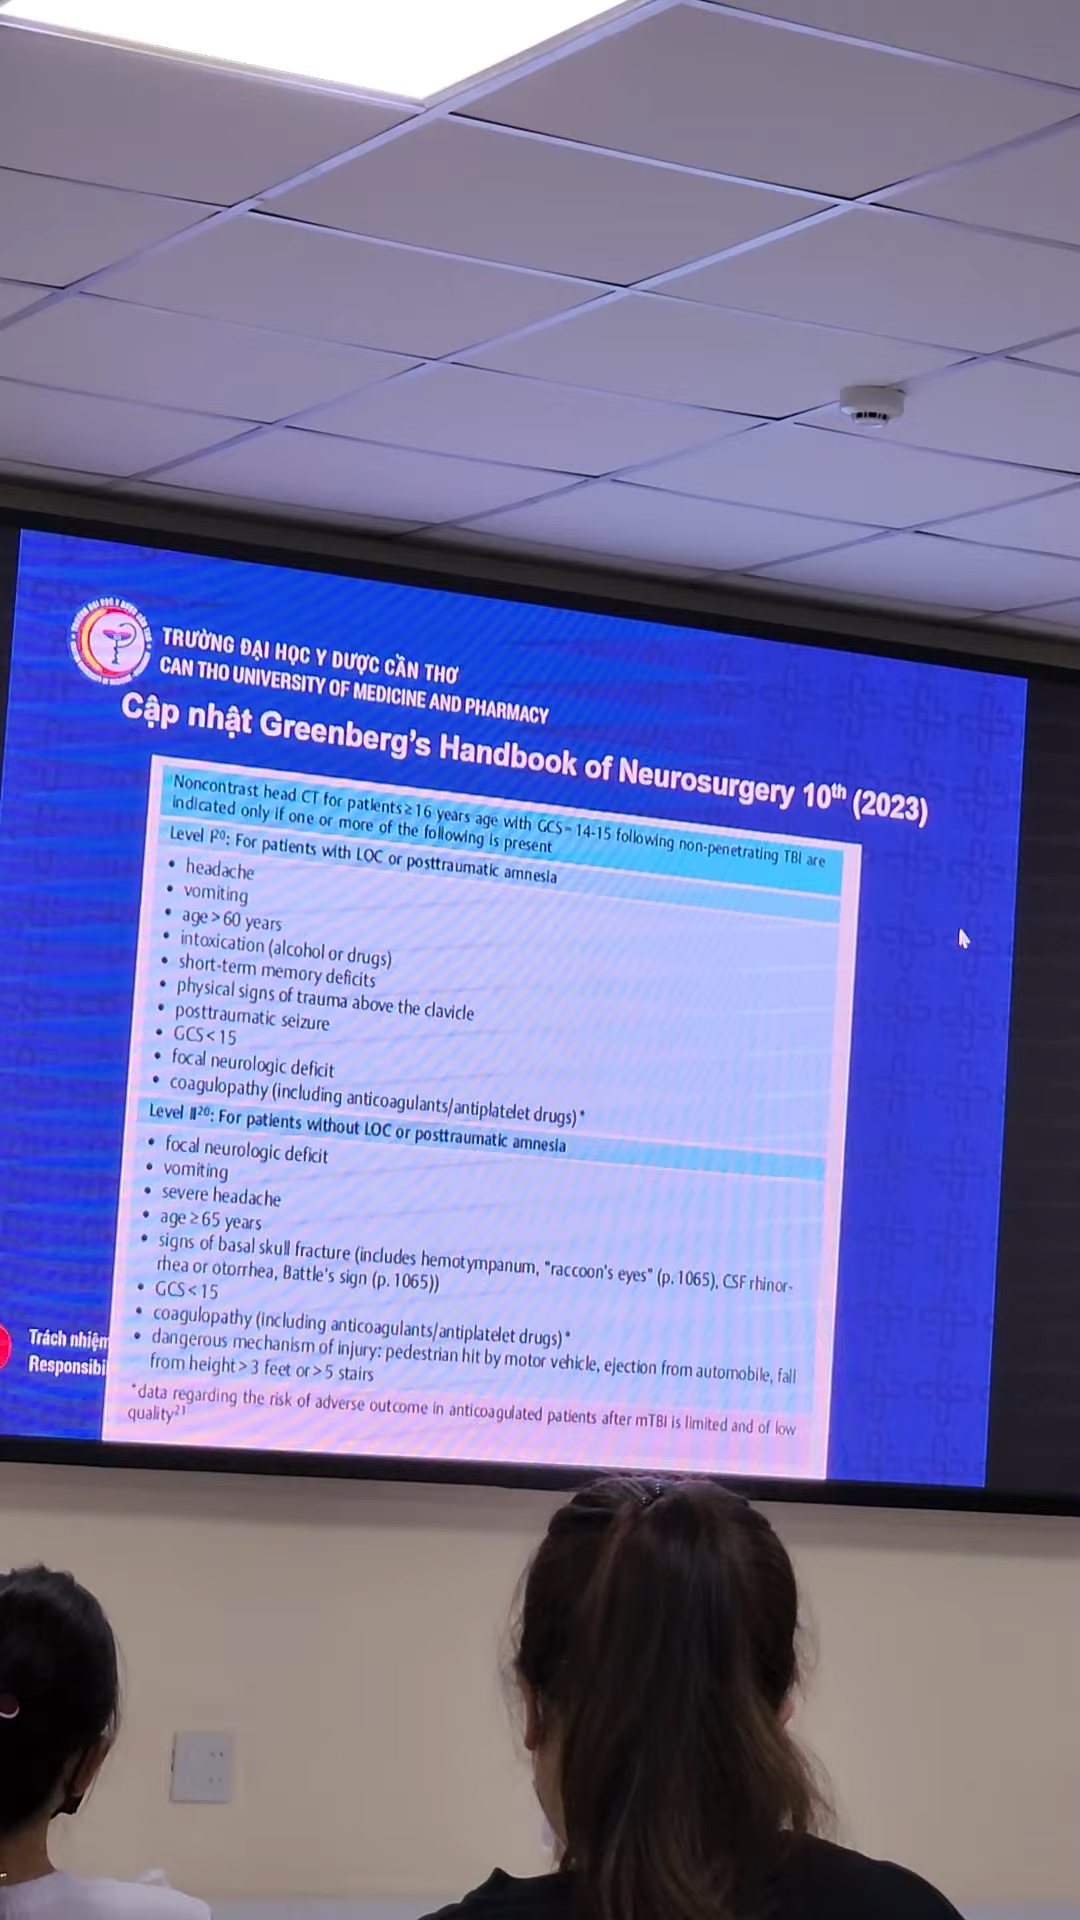 TRƯỜNG ĐẠI HỌC Y DƯỢC CẦN THƠ
CAN THO UNIVERSITY OF MEDICINE AND PHARMACY
Cập nhật Greenberg's Handbook of Neurosurgery 10th (2023)
Noncontrast head CT for patients ≥ 16 years age with GCS = 14-15 following non-penetrating TBI are
indicated only if one or more of the following is present
Level I²⁰: For patients with LOC or posttraumatic amnesia
• headache
• vomiting
• age > 60 years
• intoxication (alcohol or drugs)
• short-term memory deficits
• physical signs of trauma above the clavicle
• posttraumatic seizure
• GCS < 15
• focal neurologic deficit
• coagulopathy (including anticoagulants/antiplatelet drugs)*
Level II²⁰: For patients without LOC or posttraumatic amnesia
• focal neurologic deficit
• vomiting
• severe headache
• age ≥ 65 years
• signs of basal skull fracture (includes hemotympanum, "raccoon's eyes" (p. 1065), CSF rhinor-
rhea or otorrhea, Battle's sign (p. 1065))
• GCS < 15
• coagulopathy (including anticoagulants/antiplatelet drugs)*
• dangerous mechanism of injury: pedestrian hit by motor vehicle, ejection from automobile, fall
from height > 3 feet or > 5 stairs
*data regarding the risk of adverse outcome in anticoagulated patients after mTBI is limited and of low
quality²¹
Trách nhiệm
Responsibi